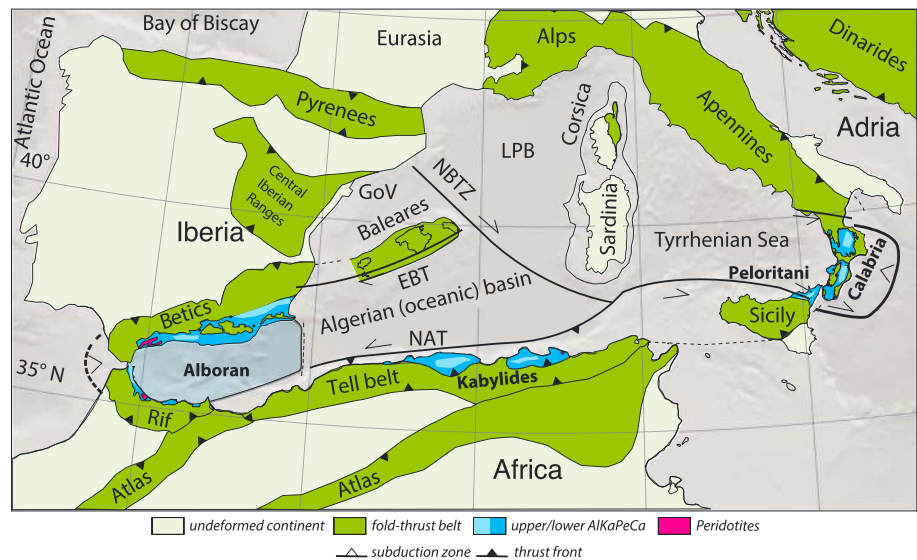 Bay of Biscay
Eurasia
Alps
Dinarides
Atlantic Ocean
Pyrenees
Corsica
Apennines
Adria
LPB
40°
NBTZ
GoV
Central
Iberian
Ranges
Baleares
Sardinia
Iberia
Tyrrhenian Sea
EBT
Peloritani
Calabria
Algerian (oceanic) basin
Betics
Sicily
NAT
35° N
Alboran
Tell belt
Kabylides
Rif
Africa
Atlas
Atlas
undeformed continent
fold-thrust belt
upper/lower AlKaPeCa
Peridotites
subduction zone
thrust front